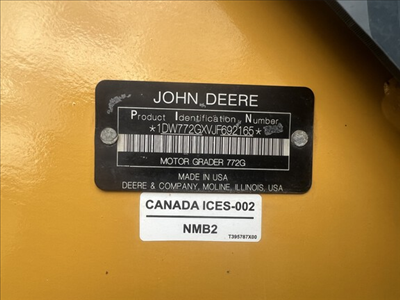 JOHN DEERE
Product Identification Number
*1DW772GXVJF692165*
MOTOR GRADER 772G
MADE IN USA
DEERE & COMPANY, MOLINE, ILLINOIS, USA
CANADA ICES-002
NMB2
T395787X00